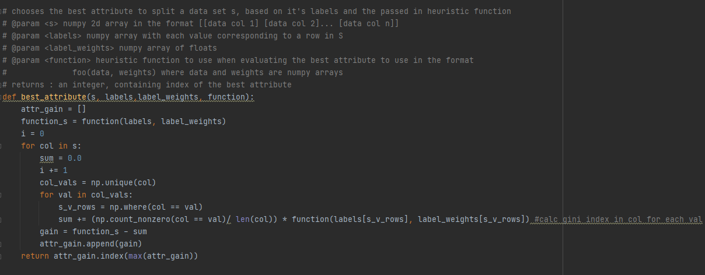 # chooses the best attribute to split a data set s, based on it's labels and the passed in heuristic function
# @param <s> numpy 2d array in the format [[data col 1] [data col 2]... [data col n]]
# @param <labels> numpy array with each value corresponding to a row in S
# @param <label_weights> numpy array of floats
# @param <function> heuristic function to use when evaluating the best attribute to use in the format
#               foo(data, weights) where data and weights are numpy arrays
# returns : an integer, containing index of the best attribute
def best_attribute(s, labels,label_weights, function):
    attr_gain = []
    function_s = function(labels, label_weights)
    i = 0
    for col in s:
        sum = 0.0
        i += 1
        col_vals = np.unique(col)
        for val in col_vals:
            s_v_rows = np.where(col == val)
            sum += (np.count_nonzero(col == val)/ len(col)) * function(labels[s_v_rows], label_weights[s_v_rows]) #calc gini index in col for each val
        gain = function_s - sum
        attr_gain.append(gain)
    return attr_gain.index(max(attr_gain))